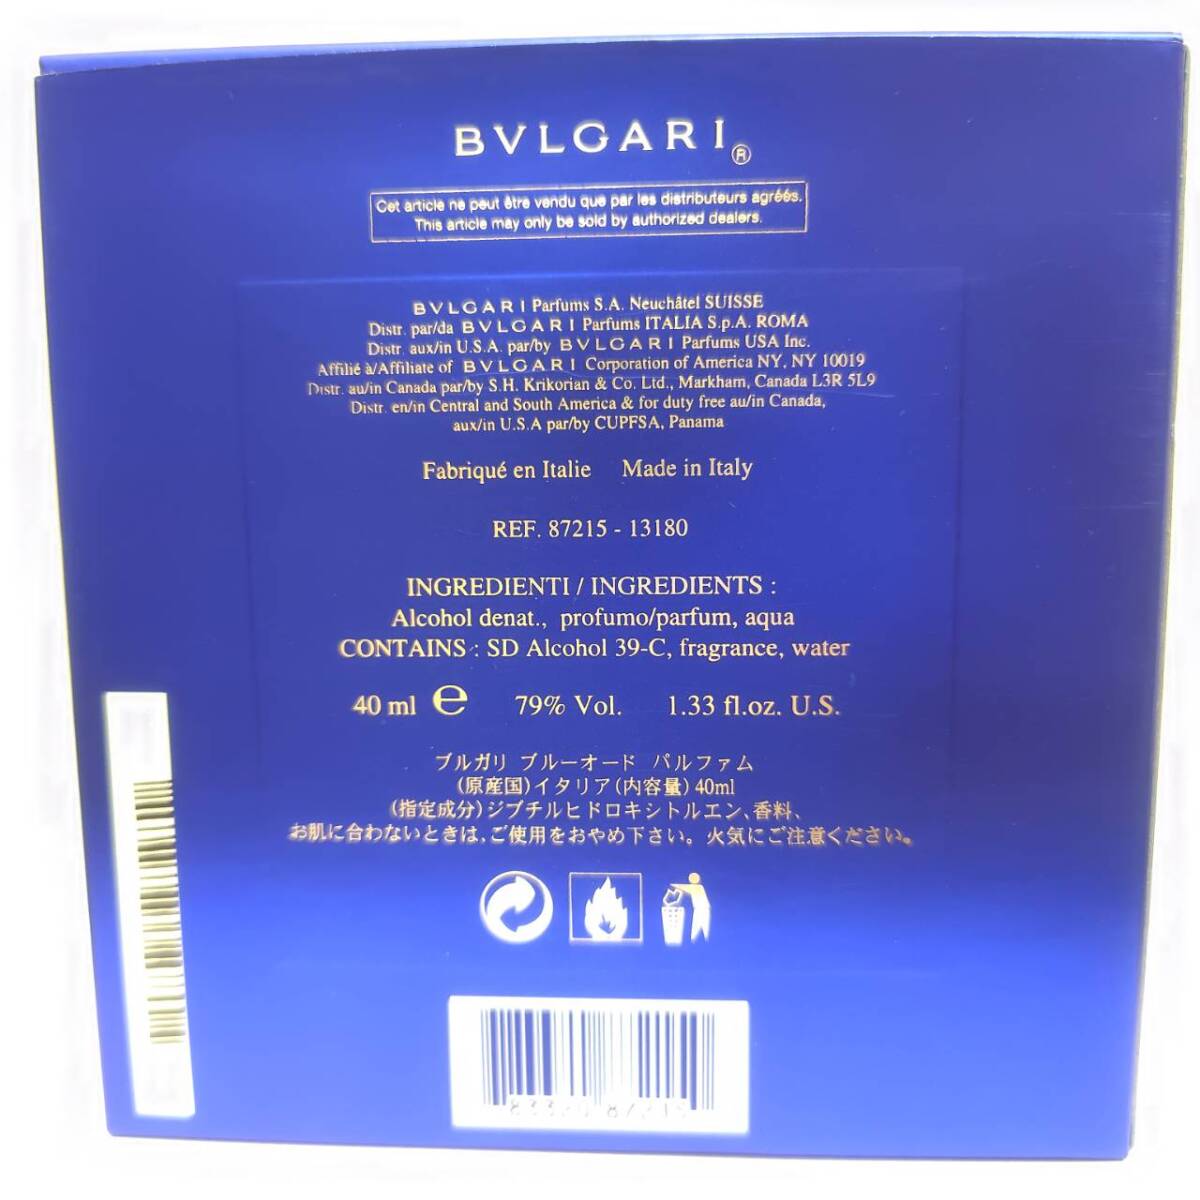 BVLGARI®
Cet article ne peut être vendu que par les distributeurs agréés.
This article may only be sold by authorized dealers.
BVLGARI Parfums S.A. Neuchâtel SUISSE
Distr. par/da BVLGARI Parfums ITALIA S.p.A. ROMA
Distr. aux/in U.S.A. par/by BVLGARI Parfums USA Inc.
Affilié à/Affiliate of BVLGARI Corporation of America NY, NY 10019
Distr. au/in Canada par/by S.H. Krikorian & Co. Ltd., Markham, Canada L3R 5L9
Distr. en/in Central and South America & for duty free au/in Canada,
aux/in U.S.A par/by CUPFSA, Panama
Fabriqué en Italie Made in Italy
REF. 87215 - 13180
INGREDIENTI / INGREDIENTS :
Alcohol denat., profumo/parfum, aqua
CONTAINS : SD Alcohol 39-C, fragrance, water
40 ml ℮ 79% Vol. 1.33 fl.oz. U.S.
ブルガリ ブルーオード パルファム
(原産国)イタリア(内容量)40ml
(指定成分)ジブチルヒドロキシトルエン、香料、
お肌に合わないときは、ご使用をおやめ下さい。火気にご注意ください。
83320 87215